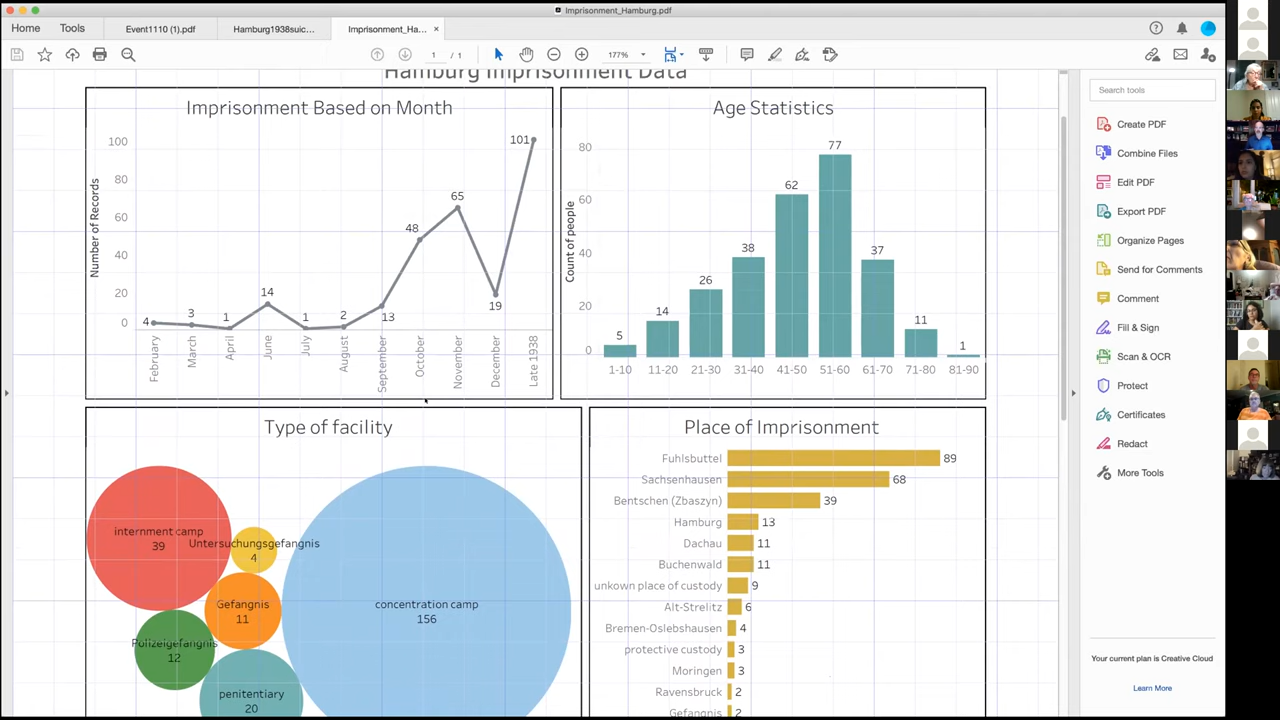 Imprisonment_Hamburg.pdf
Home
Tools
Event1110 (1).pdf
Hamburg1938suic...
Imprisonment_Ha...
×
1 / 1
177%
Hamburg Imprisonment Data
Imprisonment Based on Month
Number of Records
100
80
60
40
20
0
4
3
1
14
1
2
13
48
65
19
101
February
March
April
June
July
August
September
October
November
December
Late 1938
Age Statistics
Count of people
80
60
40
20
0
5
14
26
38
62
77
37
11
1
1-10
11-20
21-30
31-40
41-50
51-60
61-70
71-80
81-90
Type of facility
internment camp
39
Untersuchungsgefangnis
4
Gefangnis
11
concentration camp
156
Polizeigefangnis
12
penitentiary
20
Place of Imprisonment
Fuhlsbuttel 89
Sachsenhausen 68
Bentschen (Zbaszyn) 39
Hamburg 13
Dachau 11
Buchenwald 11
unkown place of custody 9
Alt-Strelitz 6
Bremen-Oslebshausen 4
protective custody 3
Moringen 3
Ravensbruck 2
Gefangnis 2
Search tools
Create PDF
Combine Files
Edit PDF
Export PDF
Organize Pages
Send for Comments
Comment
Fill & Sign
Scan & OCR
Protect
Certificates
Redact
More Tools
Your current plan is Creative Cloud
Learn More